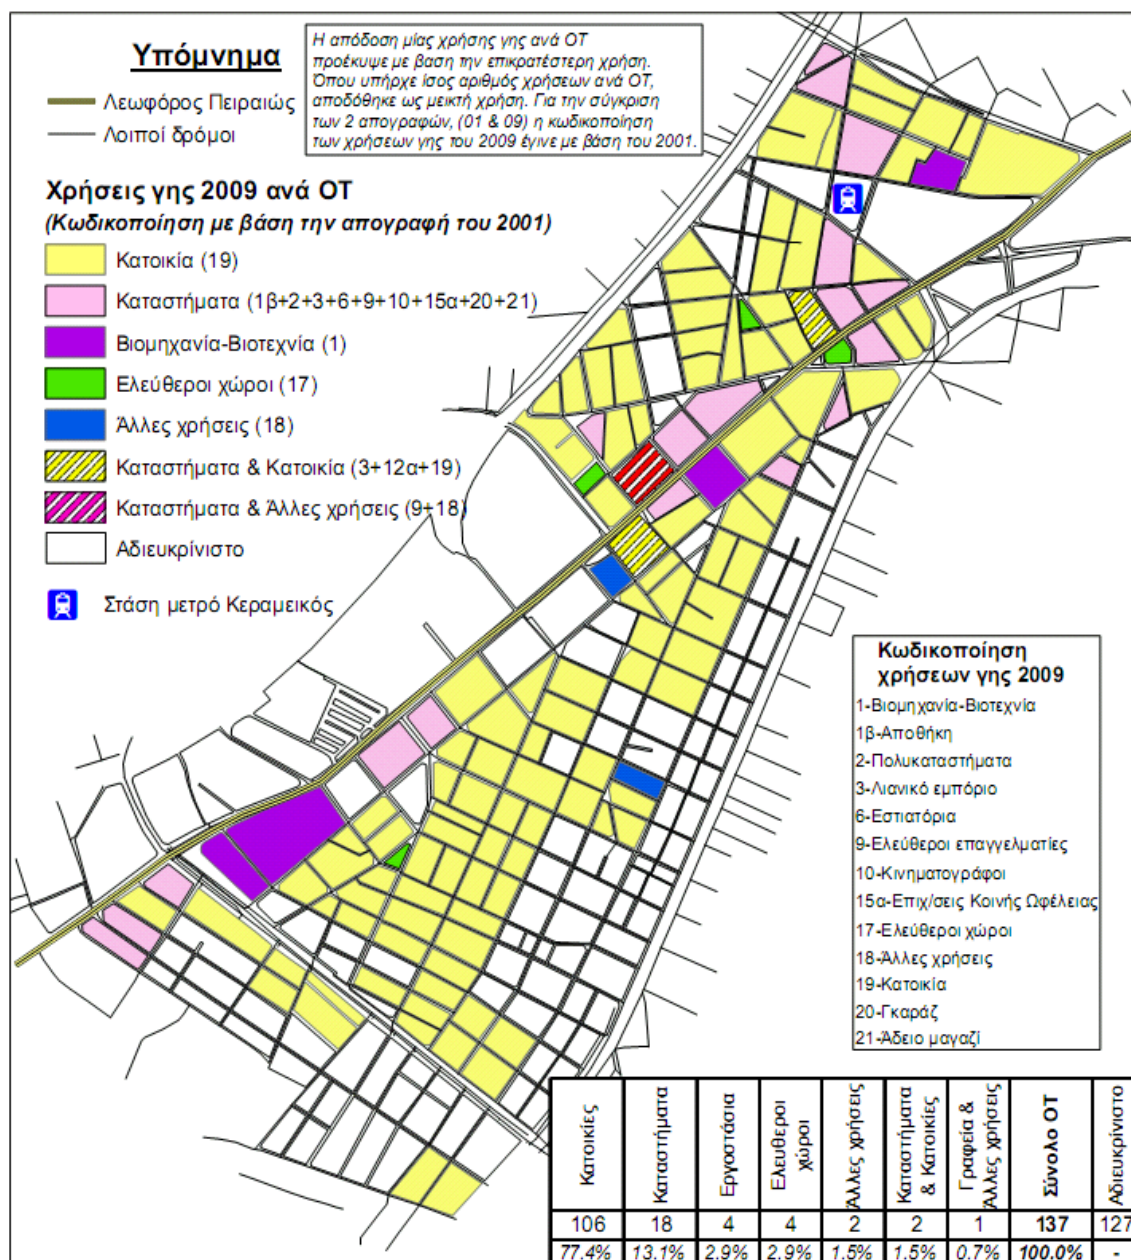 Υπόμνημα
Λεωφόρος Πειραιώς
Λοιποί δρόμοι
Η απόδοση μίας χρήσης γης ανά ΟΤ
προέκυψε με βαση την επικρατέστερη χρήση.
Όπου υπήρχε ίσος αριθμός χρήσεων ανά ΟΤ,
αποδόθηκε ως μεικτή χρήση. Για την σύγκριση
των 2 απογραφών, (01 & 09) η κωδικοποίηση
των χρήσεων γης του 2009 έγινε με βάση του 2001.
Χρήσεις γης 2009 ανά ΟΤ
(Κωδικοποίηση με βάση την απογραφή του 2001)
Κατοικία (19)
Καταστήματα (1β+2+3+6+9+10+15α+20+21)
Βιομηχανία-Βιοτεχνία (1)
Ελεύθεροι χώροι (17)
Άλλες χρήσεις (18)
Καταστήματα & Κατοικία (3+12α+19)
Καταστήματα & Άλλες χρήσεις (9+18)
Αδιευκρίνιστο
Στάση μετρό Κεραμεικός
Κωδικοποίηση
χρήσεων γης 2009
1-Βιομηχανία-Βιοτεχνία
1β-Αποθήκη
2-Πολυκαταστήματα
3-Λιανικό εμπόριο
6-Εστιατόρια
9-Ελεύθεροι επαγγελματίες
10-Κινηματογράφοι
15α-Επιχ/σεις Κοινής Ωφέλειας
17-Ελεύθεροι χώροι
18-Άλλες χρήσεις
19-Κατοικία
20-Γκαράζ
21-Άδειο μαγαζί
Κατοικίες
Καταστήματα
Εργοστάσια
Ελευθεροι
χώροι
Άλλες χρήσεις
Καταστήματα
& Κατοικίες
Γραφεία &
Άλλες χρήσεις
Σύνολο ΟΤ
Αδιευκρίνιστο
106 18 4 4 2 2 1 137 127
77.4% 13.1% 2.9% 2.9% 1.5% 1.5% 0.7% 100.0% -